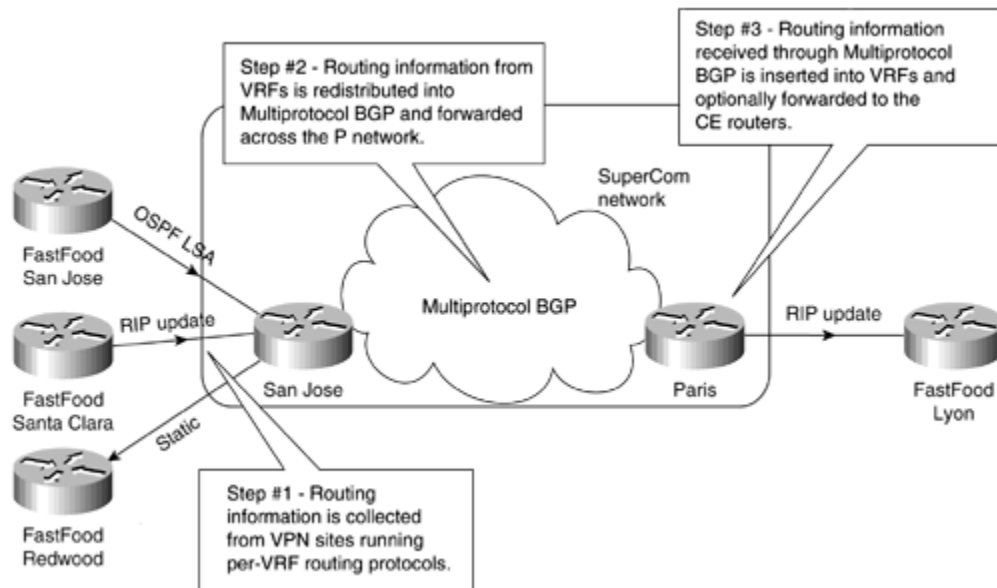 Step #2 - Routing information from
VRFs is redistributed into
Multiprotocol BGP and forwarded
across the P network.
Step #3 - Routing information
received through Multiprotocol
BGP is inserted into VRFs and
optionally forwarded to the
CE routers.
SuperCom
network
FastFood
San Jose
OSPF LSA
Multiprotocol BGP
RIP update
RIP update
FastFood
Santa Clara
San Jose
Paris
FastFood
Lyon
Static
FastFood
Redwood
Step #1 - Routing
information is collected
from VPN sites running
per-VRF routing protocols.